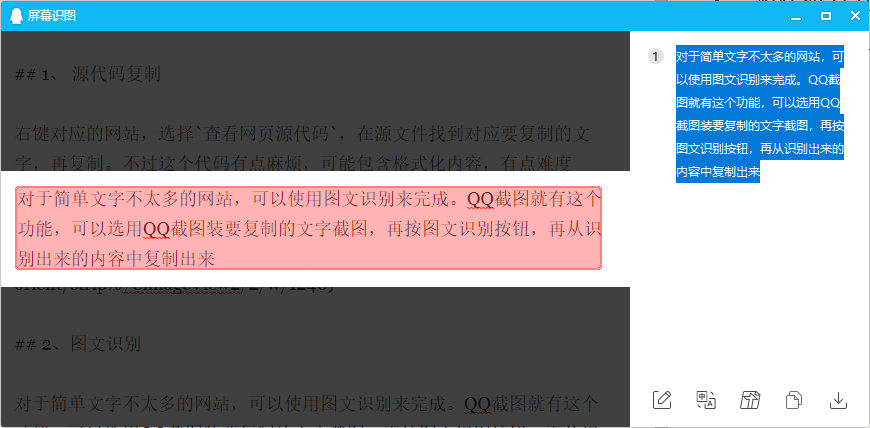 屏幕识图
## 1、 源代码复制
右键对应的网站，选择`查看网页源代码`，在源文件找到对应要复制的文
字，再复制。不过这个代码有点麻烦，可能包含格式化内容，有点难度
对于简单文字不太多的网站，可以使用图文识别来完成。QQ截图就有这个
功能，可以选用QQ截图装要复制的文字截图，再按图文识别按钮，再从识
别出来的内容中复制出来
orient/strip%7CimageView2/2/w/1240)
## 2、图文识别
对于简单文字不太多的网站，可以使用图文识别来完成。QQ截图就有这个
1
对于简单文字不太多的网站，可
以使用图文识别来完成。QQ截
图就有这个功能，可以选用QQ
截图装要复制的文字截图，再按
图文识别按钮，再从识别出来的
内容中复制出来